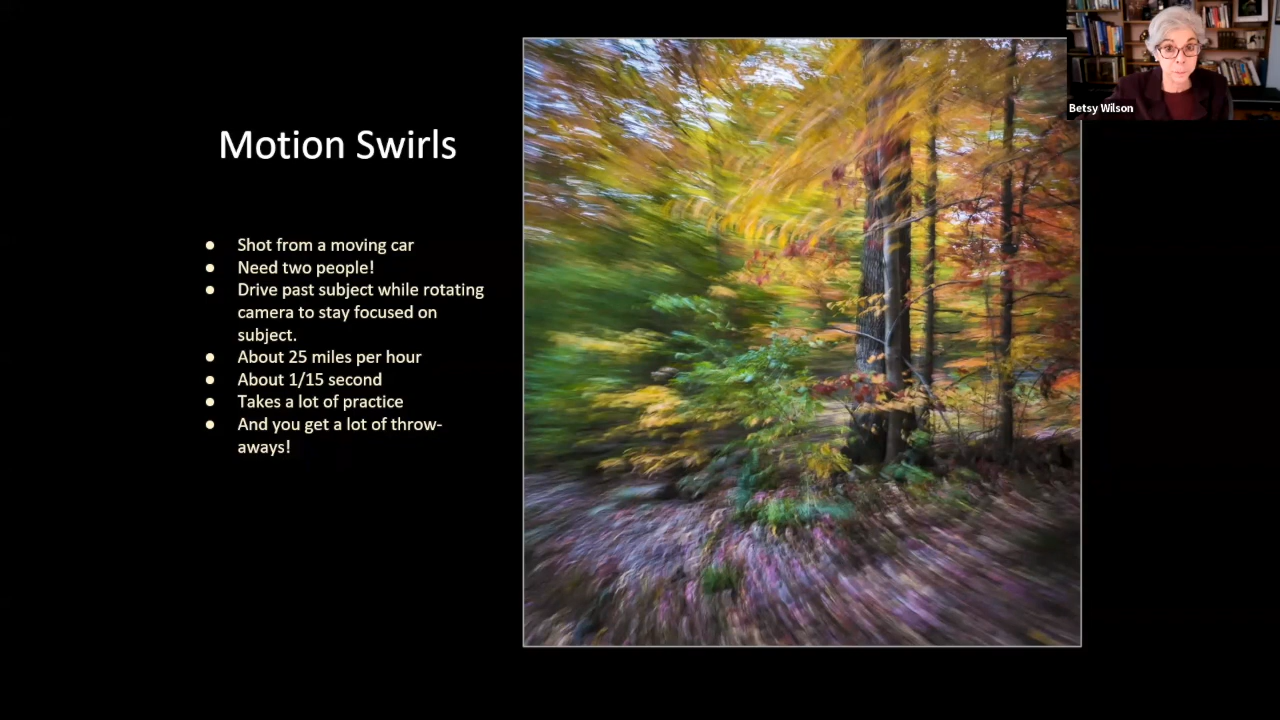 Betsy Wilson
Motion Swirls
● Shot from a moving car
● Need two people!
● Drive past subject while rotating
camera to stay focused on
subject.
● About 25 miles per hour
● About 1/15 second
● Takes a lot of practice
● And you get a lot of throw-
aways!